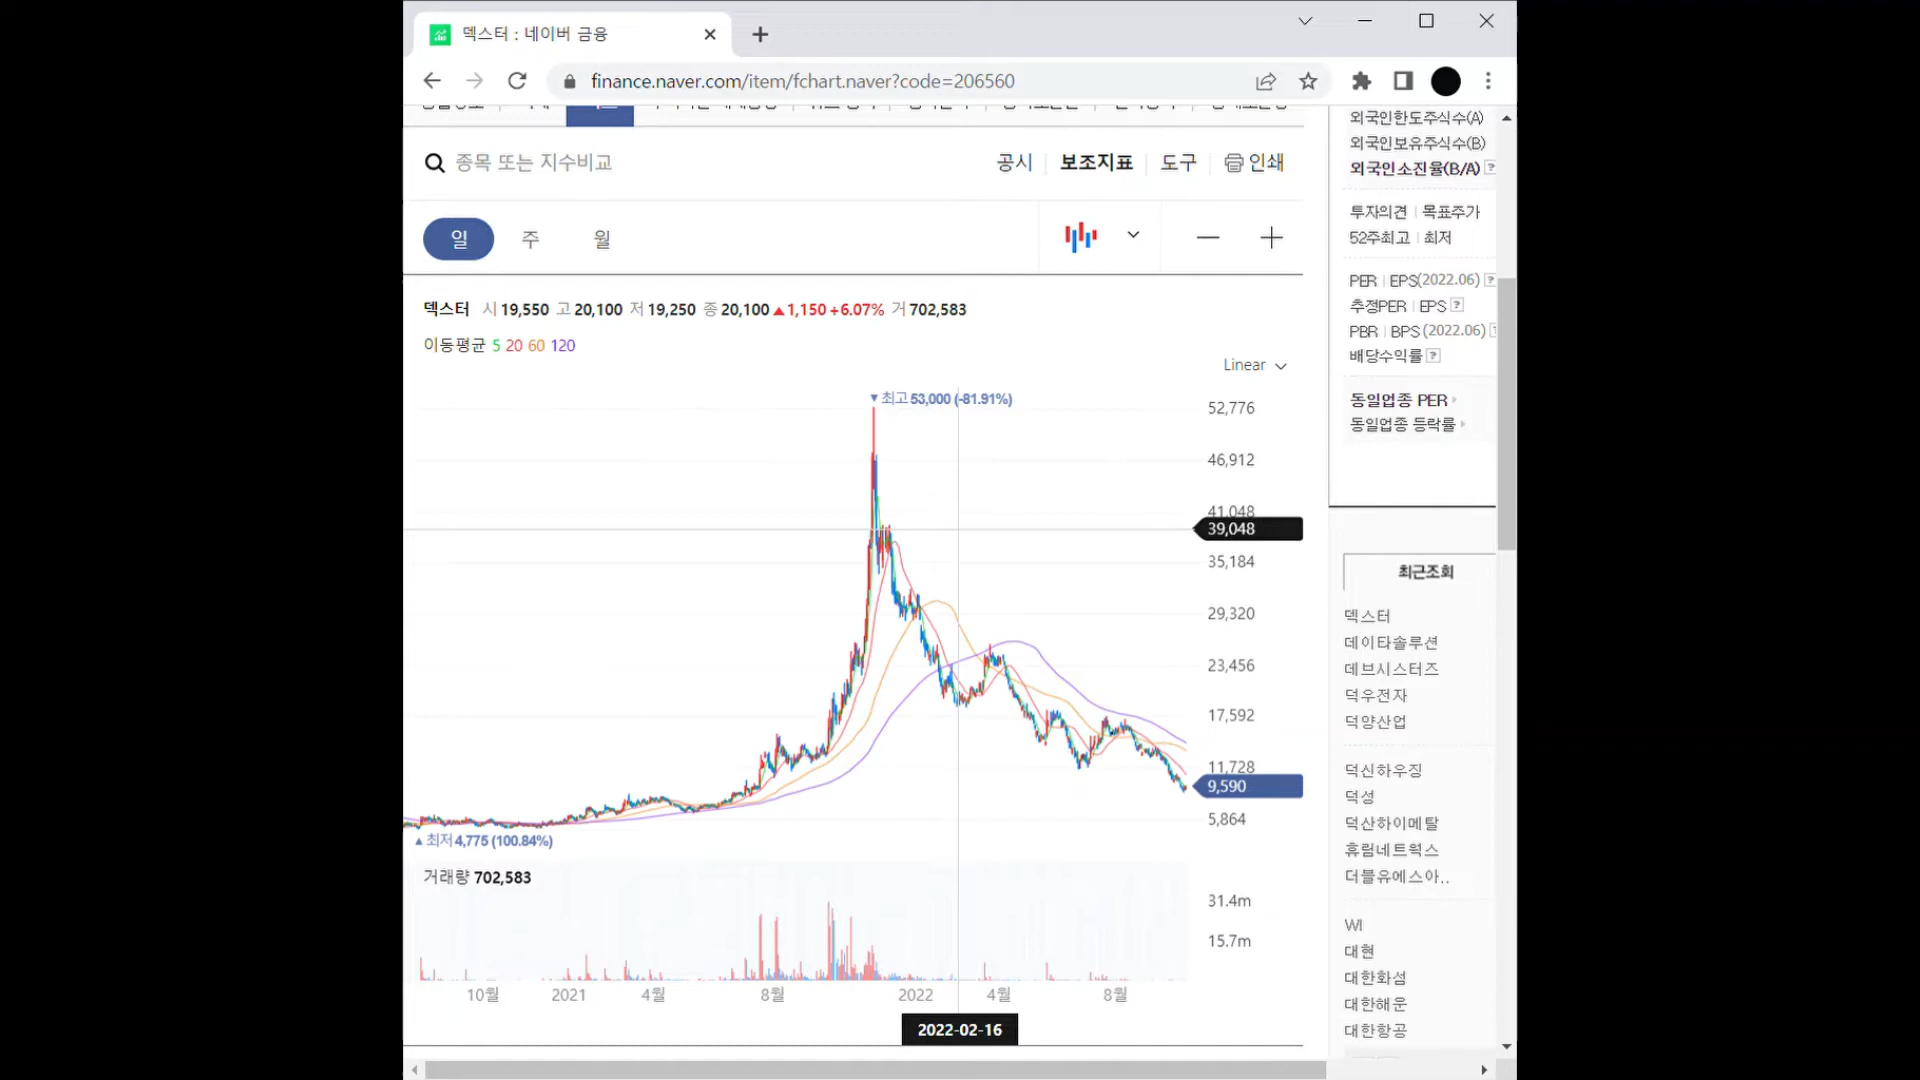 덱스터 : 네이버 금융
finance.naver.com/item/fchart.naver?code=206560
종목 또는 지수비교
공시 보조지표 도구 인쇄
일 주 월
덱스터 시 19,550 고 20,100 저 19,250 종 20,100 ▲1,150 +6.07% 거 702,583
이동평균 5 20 60 120
Linear
▼최고 53,000 (-81.91%)
52,776
46,912
41,048
39,048
35,184
29,320
23,456
17,592
11,728
9,590
5,864
▲최저 4,775 (100.84%)
거래량 702,583
31.4m
15.7m
10월 2021 4월 8월 2022 4월 8월
2022-02-16
외국인한도주식수(A)
외국인보유주식수(B)
외국인소진율(B/A) ?
투자의견 | 목표주가
52주최고 | 최저
PER | EPS(2022.06) ?
추정PER | EPS ?
PBR | BPS (2022.06)
배당수익률 ?
동일업종 PER
동일업종 등락률
최근조회
덱스터
데이타솔루션
데브시스터즈
덕우전자
덕양산업
덕신하우징
덕성
덕산하이메탈
휴림네트웍스
더블유에스아..
WI
대현
대한화섬
대한해운
대한항공